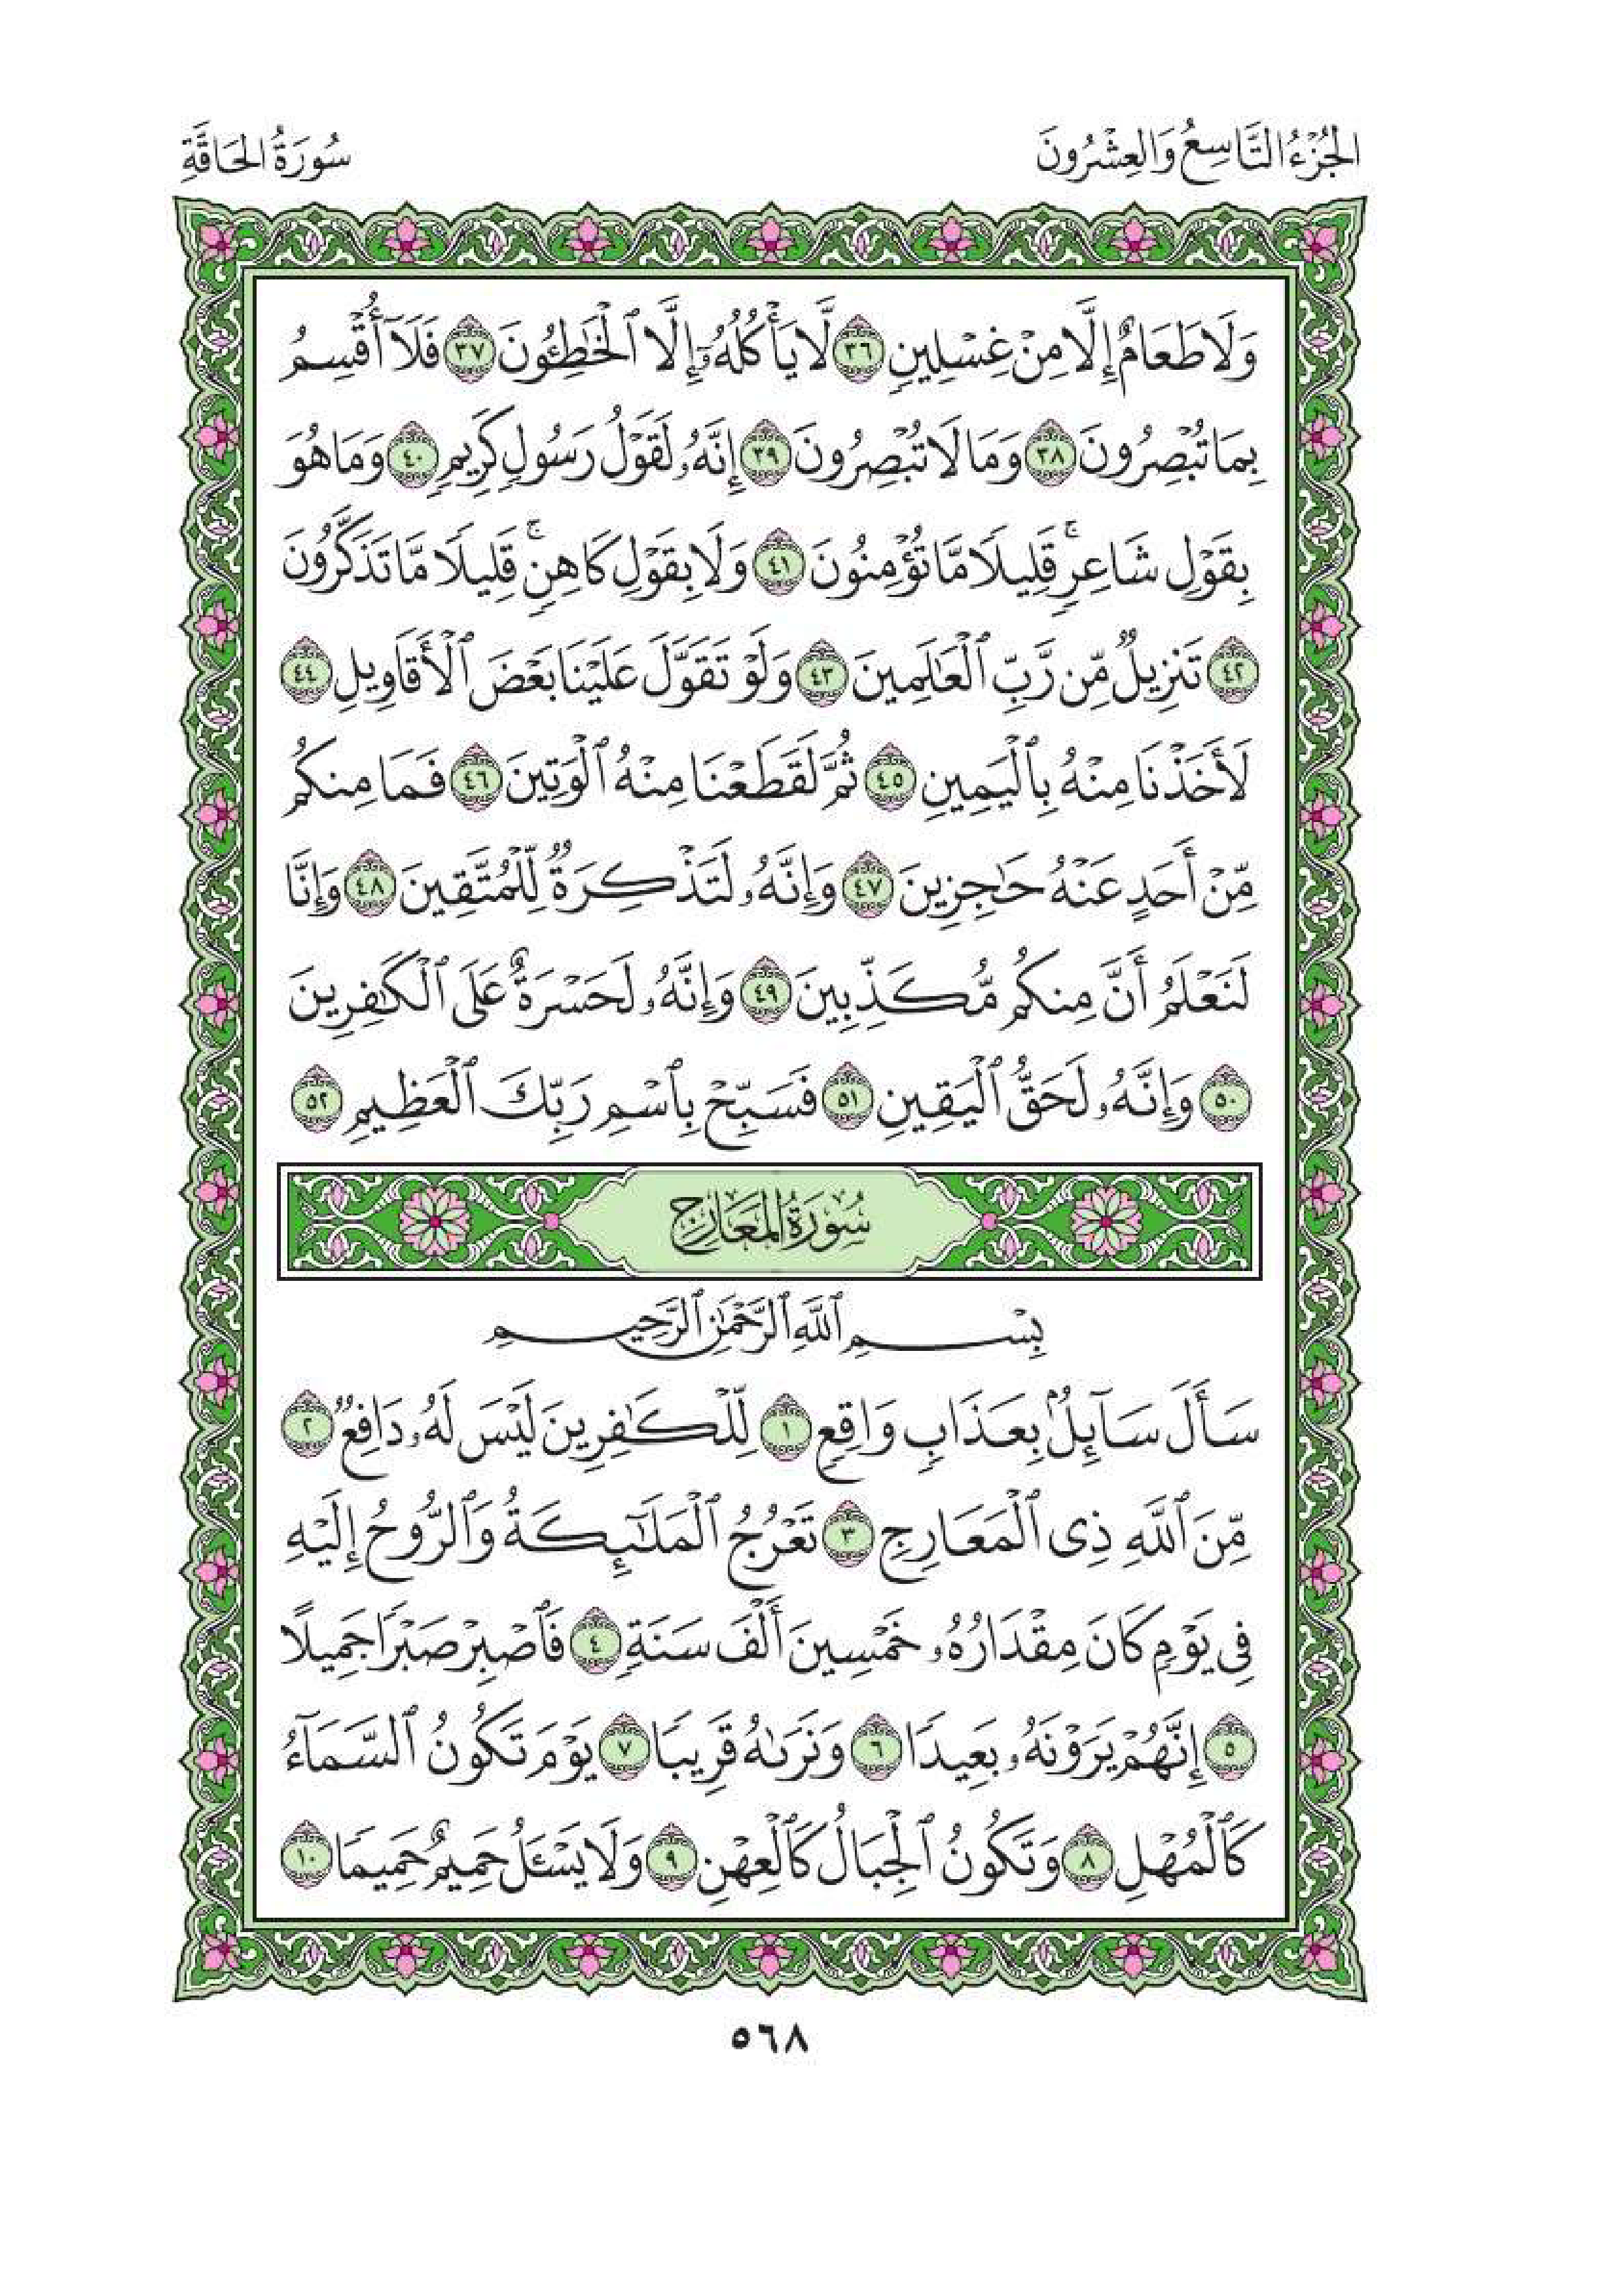 الجُزْءُ التَّاسِعُ وَالعِشْرُونَ
سُورَةُ الحَاقَّةِ
وَلَا طَعَامٌ إِلَّا مِنْ غِسْلِينٍ ٣٦ لَّا يَأْكُلُهُۥٓ إِلَّا ٱلْخَٰطِـُٔونَ ٣٧ فَلَآ أُقْسِمُ
بِمَا تُبْصِرُونَ ٣٨ وَمَا لَا تُبْصِرُونَ ٣٩ إِنَّهُۥ لَقَوْلُ رَسُولٍ كَرِيمٍ ٤٠ وَمَا هُوَ
بِقَوْلِ شَاعِرٍۚ قَلِيلًا مَّا تُؤْمِنُونَ ٤١ وَلَا بِقَوْلِ كَاهِنٍۚ قَلِيلًا مَّا تَذَكَّرُونَ
٤٢ تَنزِيلٌ مِّن رَّبِّ ٱلْعَٰلَمِينَ ٤٣ وَلَوْ تَقَوَّلَ عَلَيْنَا بَعْضَ ٱلْأَقَاوِيلِ ٤٤
لَأَخَذْنَا مِنْهُ بِٱلْيَمِينِ ٤٥ ثُمَّ لَقَطَعْنَا مِنْهُ ٱلْوَتِينَ ٤٦ فَمَا مِنكُم
مِّنْ أَحَدٍ عَنْهُ حَٰجِزِينَ ٤٧ وَإِنَّهُۥ لَتَذْكِرَةٌ لِّلْمُتَّقِينَ ٤٨ وَإِنَّا
لَنَعْلَمُ أَنَّ مِنكُم مُّكَذِّبِينَ ٤٩ وَإِنَّهُۥ لَحَسْرَةٌ عَلَى ٱلْكَٰفِرِينَ
٥٠ وَإِنَّهُۥ لَحَقُّ ٱلْيَقِينِ ٥١ فَسَبِّحْ بِٱسْمِ رَبِّكَ ٱلْعَظِيمِ ٥٢
سُورَةُ المَعَارِجِ
بِسْمِ ٱللَّهِ ٱلرَّحْمَٰنِ ٱلرَّحِيمِ
سَأَلَ سَآئِلٌۢ بِعَذَابٍ وَاقِعٍ ١ لِّلْكَٰفِرِينَ لَيْسَ لَهُۥ دَافِعٌ ٢
مِّنَ ٱللَّهِ ذِى ٱلْمَعَارِجِ ٣ تَعْرُجُ ٱلْمَلَٰٓئِكَةُ وَٱلرُّوحُ إِلَيْهِ
فِى يَوْمٍ كَانَ مِقْدَارُهُۥ خَمْسِينَ أَلْفَ سَنَةٍ ٤ فَٱصْبِرْ صَبْرًا جَمِيلًا
٥ إِنَّهُمْ يَرَوْنَهُۥ بَعِيدًا ٦ وَنَرَىٰهُ قَرِيبًا ٧ يَوْمَ تَكُونُ ٱلسَّمَآءُ
كَٱلْمُهْلِ ٨ وَتَكُونُ ٱلْجِبَالُ كَٱلْعِهْنِ ٩ وَلَا يَسْـَٔلُ حَمِيمٌ حَمِيمًا ١٠
٥٦٨